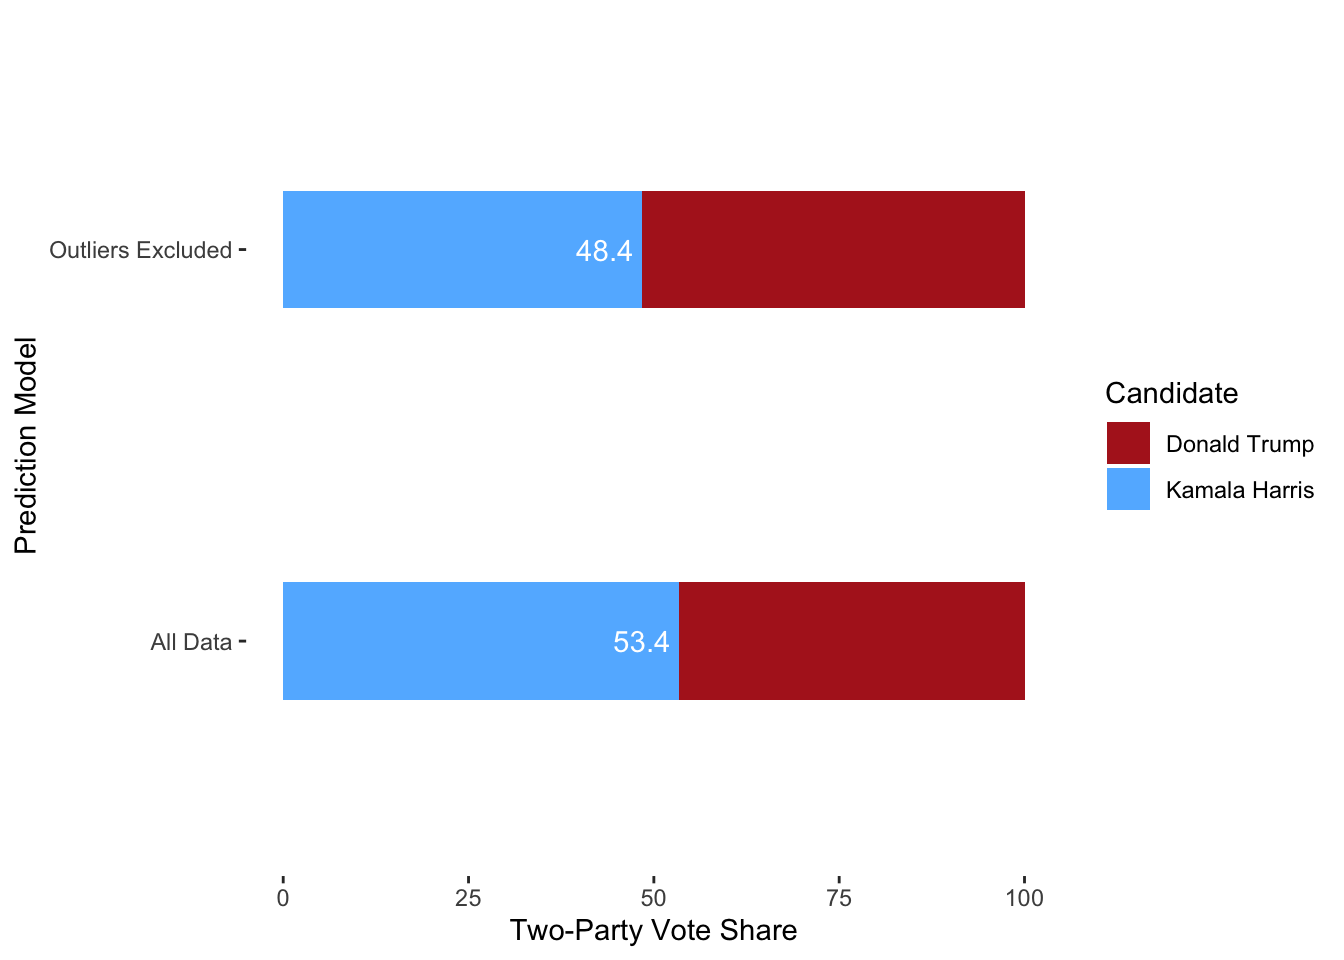 Outliers Excluded
48.4
Prediction Model
Candidate
Donald Trump
Kamala Harris
All Data
53.4
0 25 50 75 100
Two-Party Vote Share